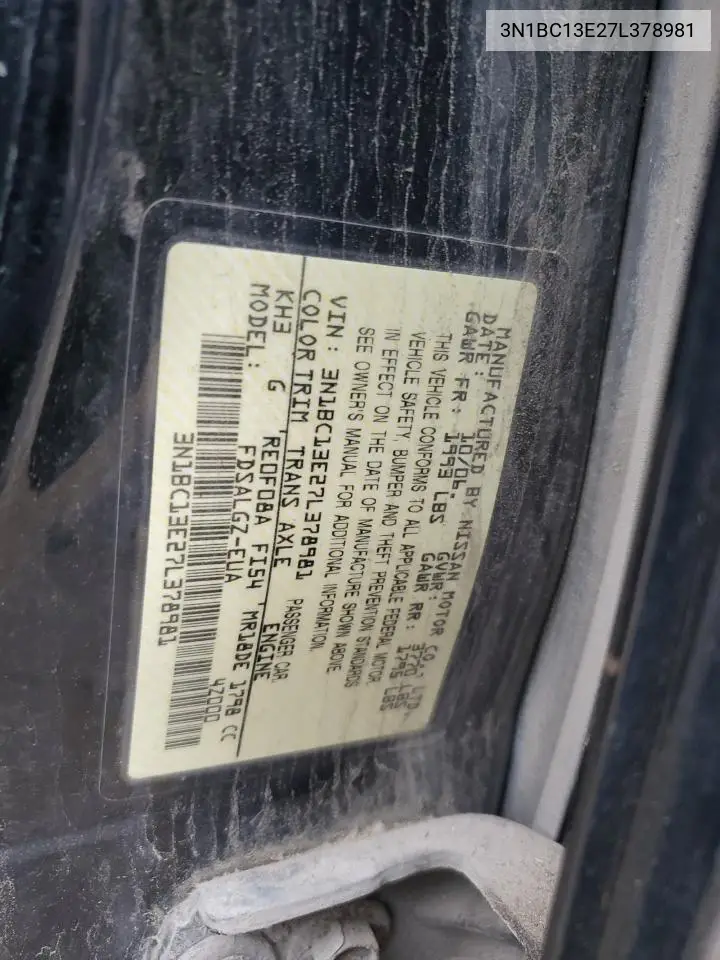 3N1BC13E27L378981
MANUFACTURED BY NISSAN MOTOR CO., LTD.
DATE: 10/06. GVWR: 3770 LBS
GAWR FR: 1993 LBS GAWR RR: 1795 LBS
THIS VEHICLE CONFORMS TO ALL APPLICABLE FEDERAL MOTOR
VEHICLE SAFETY, BUMPER AND THEFT PREVENTION STANDARDS
IN EFFECT ON THE DATE OF MANUFACTURE SHOWN ABOVE.
SEE OWNER'S MANUAL FOR ADDITIONAL INFORMATION.
VIN: 3N1BC13E27L378981 PASSENGER CAR.
COLOR TRIM TRANS AXLE ENGINE
KH3 G 'RE0F08A FI54 'MR18DE 1798 CC
MODEL: FDSALGZ-EUA 4Z000
3N1BC13E27L378981